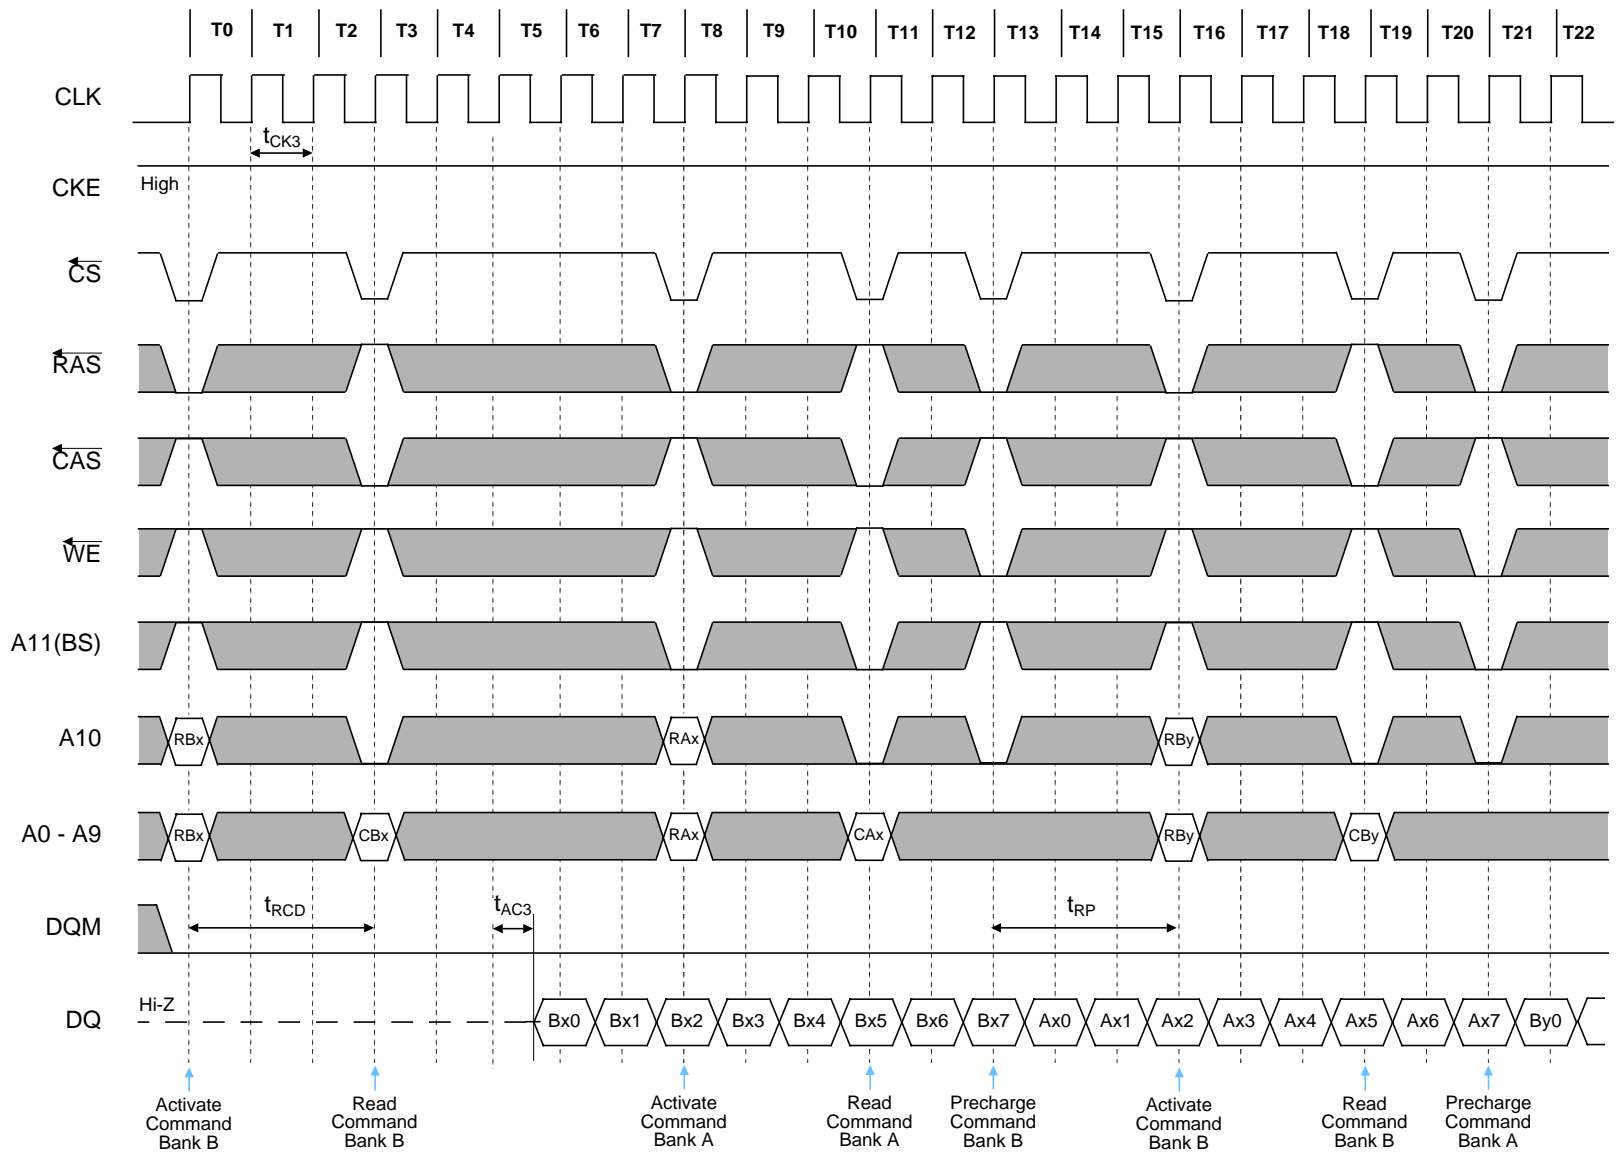 T0 T1 T2 T3 T4 T5 T6 T7 T8 T9 T10 T11 T12 T13 T14 T15 T16 T17 T18 T19 T20 T21 T22
CLK
tCK3
CKE
High
CS
RAS
CAS
WE
A11(BS)
A10
RBx RAx RBy
A0 - A9
RBx CBx RAx CAx RBy CBy
DQM
tRCD tAC3 tRP
DQ
Hi-Z
Bx0 Bx1 Bx2 Bx3 Bx4 Bx5 Bx6 Bx7 Ax0 Ax1 Ax2 Ax3 Ax4 Ax5 Ax6 Ax7 By0
Activate
Command
Bank B
Read
Command
Bank B
Activate
Command
Bank A
Read
Command
Bank A
Precharge
Command
Bank B
Activate
Command
Bank B
Read
Command
Bank B
Precharge
Command
Bank A